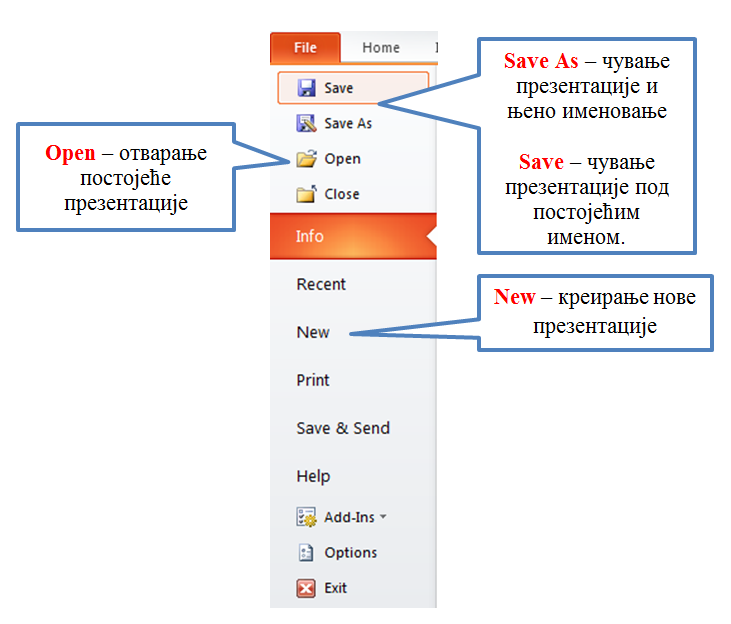 File
Home
Save
Save As
Open
Close
Info
Recent
New
Print
Save & Send
Help
Add-Ins
Options
Exit
Open – отварање
постојеће
презентације
Save As – чување
презентације и
њено именовање
Save – чување
презентације под
постојећим
именом.
New – креирање нове
презентације